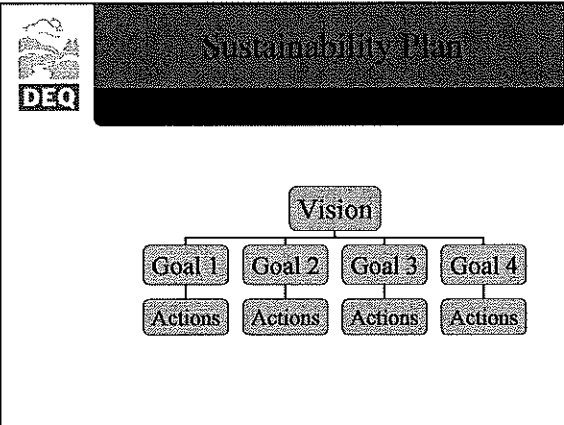 Sustainability Plan
DEQ
Vision
Goal 1 Goal 2 Goal 3 Goal 4
Actions Actions Actions Actions